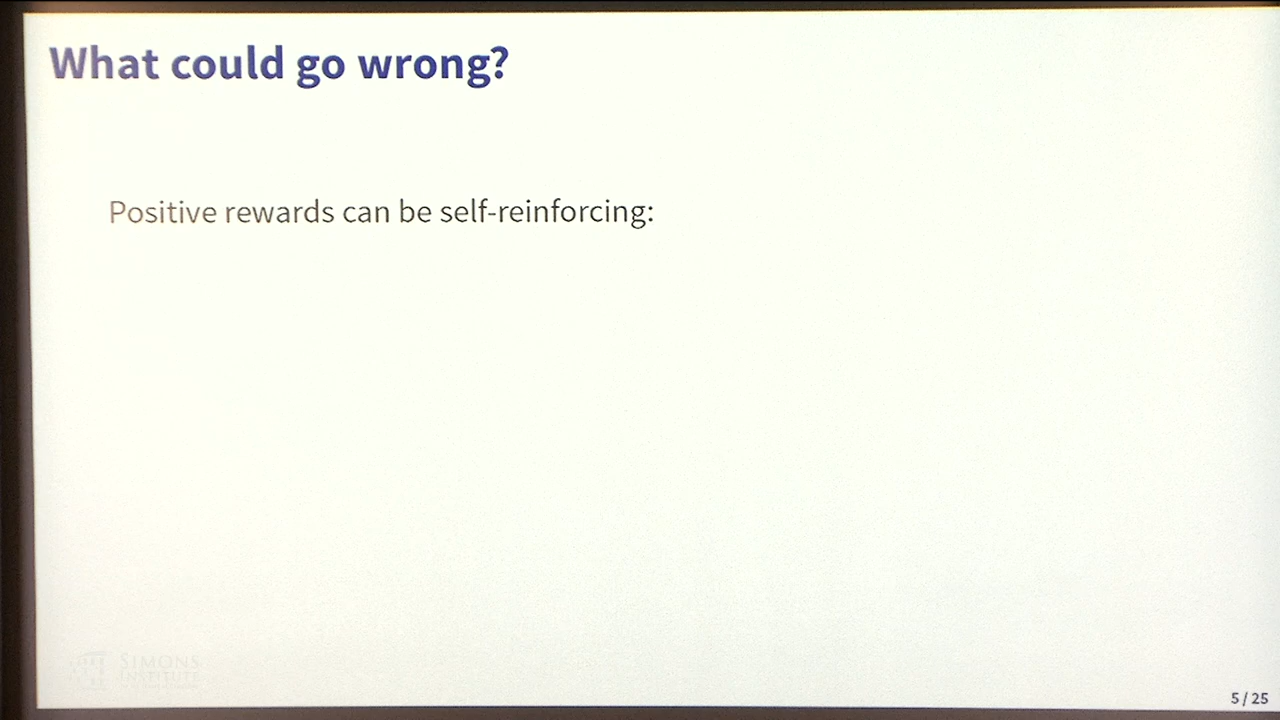 What could go wrong?
Positive rewards can be self-reinforcing:
SIMONS
INSTITUTE
5 / 25